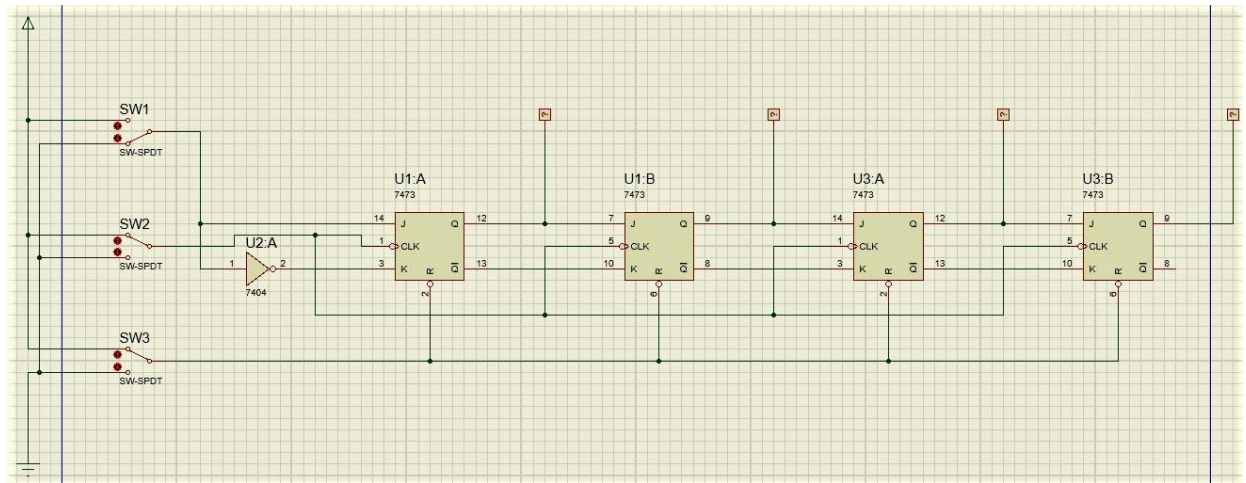 SW1
SW-SPDT
SW2
SW-SPDT
SW3
SW-SPDT
U2:A
1 2
7404
? ? ? ?
U1:A
7473
14 J Q 12
1 CLK
3 K R Q 13
2
U1:B
7473
7 J Q 9
5 CLK
10 K R Q 8
6
U3:A
7473
14 J Q 12
1 CLK
3 K R Q 13
2
U3:B
7473
7 J Q 9
5 CLK
10 K R Q 8
6